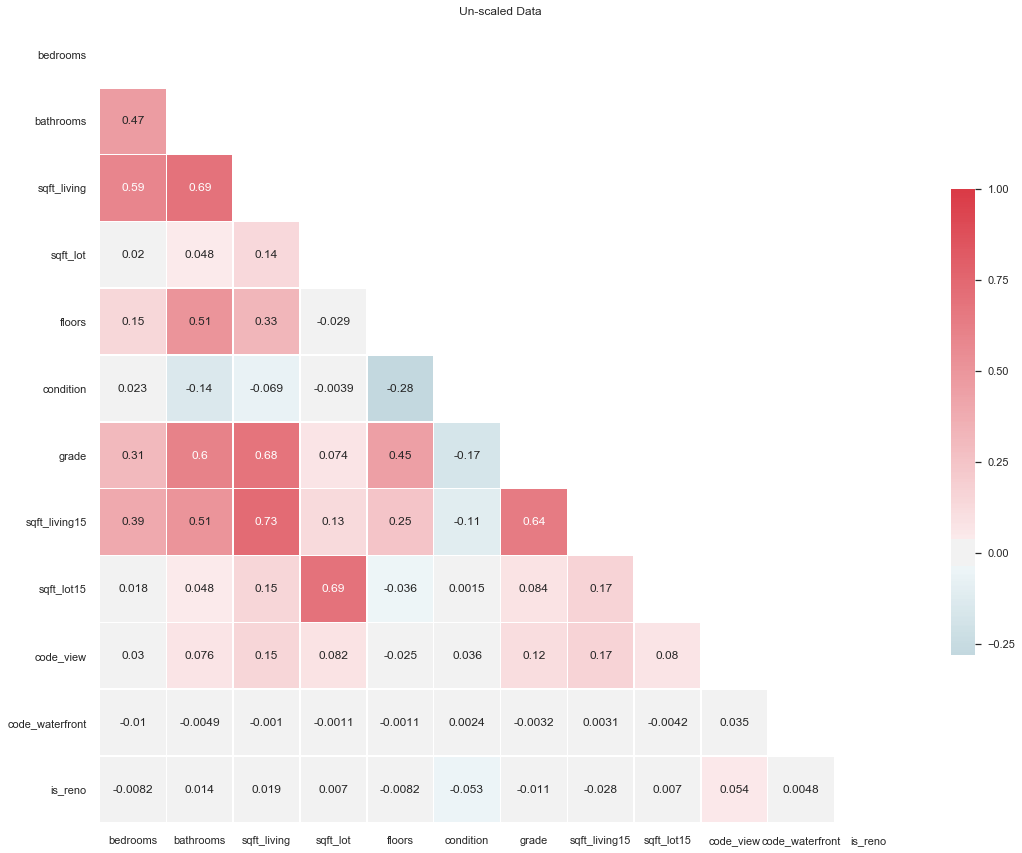 Un-scaled Data
bedrooms
bathrooms 0.47
sqft_living 0.59 0.69
1.00
sqft_lot 0.02 0.048 0.14
0.75
floors 0.15 0.51 0.33 -0.029
0.50
condition 0.023 -0.14 -0.069 -0.0039 -0.28
grade 0.31 0.6 0.68 0.074 0.45 -0.17
0.25
sqft_living15 0.39 0.51 0.73 0.13 0.25 -0.11 0.64
0.00
sqft_lot15 0.018 0.048 0.15 0.69 -0.036 0.0015 0.084 0.17
code_view 0.03 0.076 0.15 0.082 -0.025 0.036 0.12 0.17 0.08
-0.25
code_waterfront -0.01 -0.0049 -0.001 -0.0011 -0.0011 0.0024 -0.0032 0.0031 -0.0042 0.035
is_reno -0.0082 0.014 0.019 0.007 -0.0082 -0.053 -0.011 -0.028 0.007 0.054 0.0048
bedrooms bathrooms sqft_living sqft_lot floors condition grade sqft_living15 sqft_lot15 code_view code_waterfront is_reno